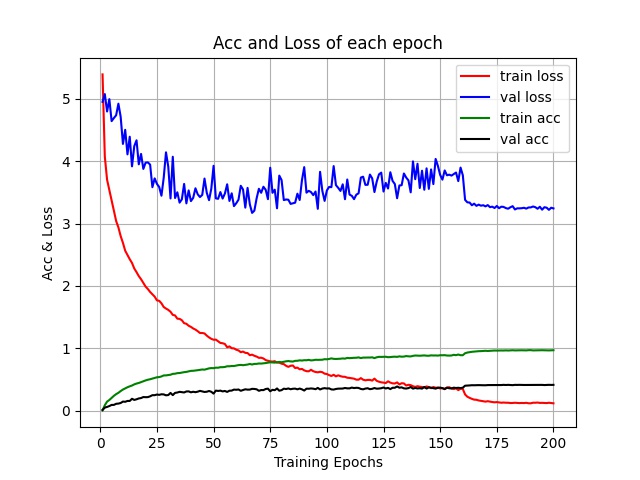 Acc and Loss of each epoch
train loss
val loss
train acc
val acc
Acc & Loss
5
4
3
2
1
0
0 25 50 75 100 125 150 175 200
Training Epochs